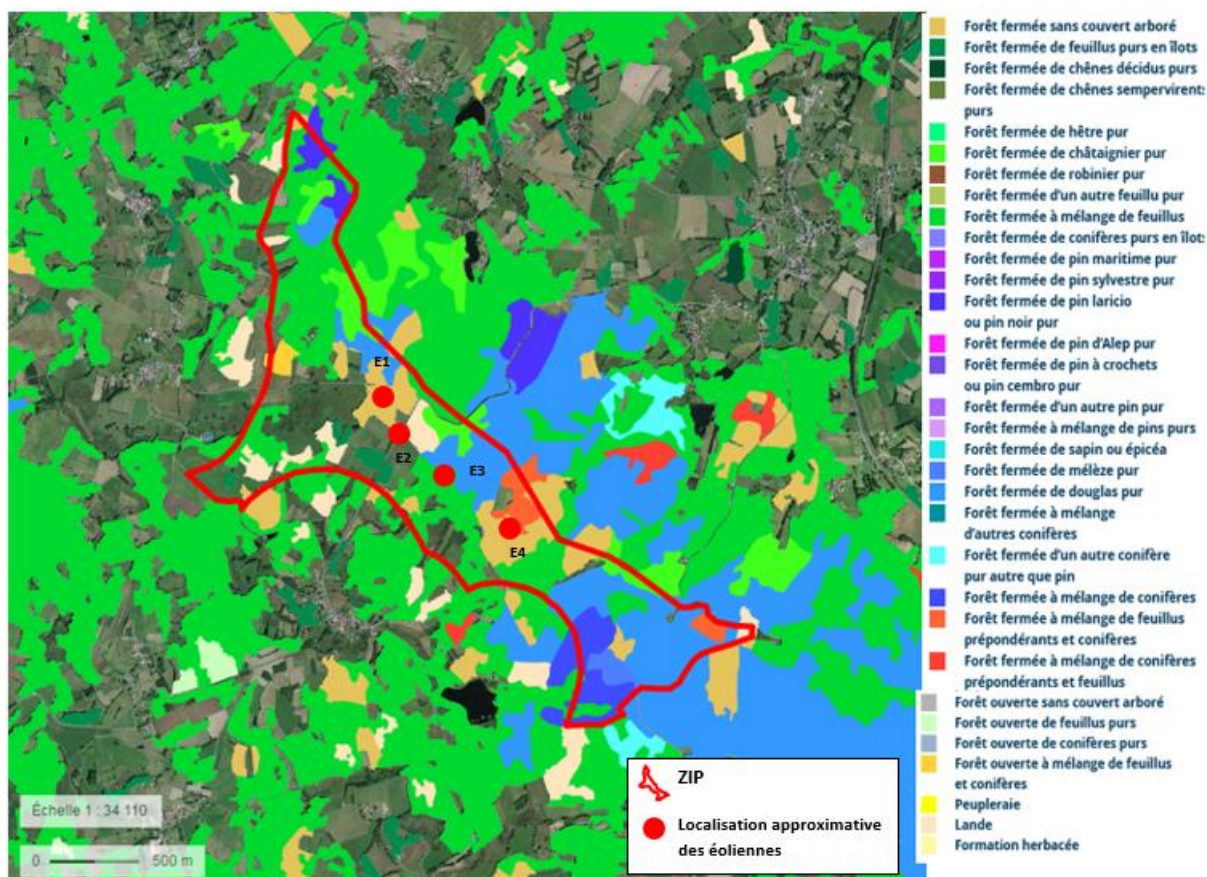 Forêt fermée sans couvert arboré
Forêt fermée de feuillus purs en îlots
Forêt fermée de chênes décidus purs
Forêt fermée de chênes sempervirents
purs
Forêt fermée de hêtre pur
Forêt fermée de châtaignier pur
Forêt fermée de robinier pur
Forêt fermée d'un autre feuillu pur
Forêt fermée à mélange de feuillus
Forêt fermée de conifères purs en îlot
Forêt fermée de pin maritime pur
Forêt fermée de pin sylvestre pur
Forêt fermée de pin laricio
ou pin noir pur
Forêt fermée de pin d'Alep pur
Forêt fermée de pin à crochets
ou pin cembro pur
Forêt fermée d'un autre pin pur
Forêt fermée à mélange de pins purs
Forêt fermée de sapin ou épicéa
Forêt fermée de mélèze pur
Forêt fermée de douglas pur
Forêt fermée à mélange
d'autres conifères
Forêt fermée d'un autre conifère
pur autre que pin
Forêt fermée à mélange de conifères
Forêt fermée à mélange de feuillus
prépondérants et conifères
Forêt fermée à mélange de conifères
prépondérants et feuillus
Forêt ouverte sans couvert arboré
Forêt ouverte de feuillus purs
Forêt ouverte de conifères purs
Forêt ouverte à mélange de feuillus
et conifères
Peupleraie
Lande
Formation herbacée
E1
E2
E3
E4
ZIP
Localisation approximative
des éoliennes
Échelle 1 : 34 110
0 500 m